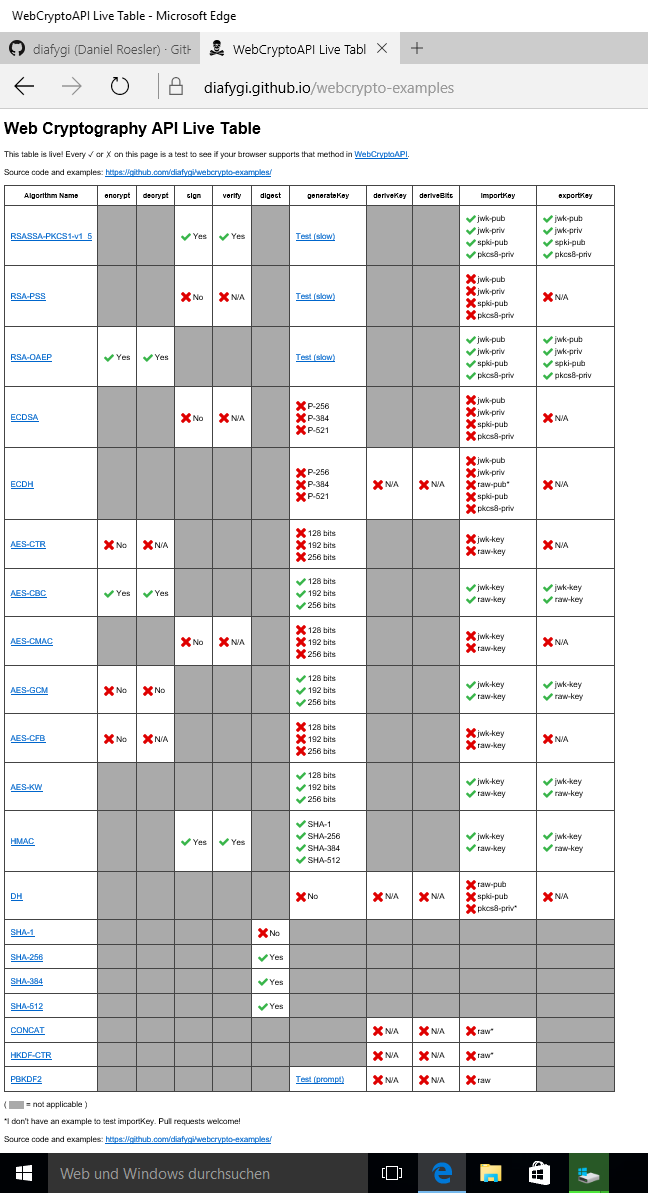 WebCryptoAPI Live Table - Microsoft Edge
diafygi (Daniel Roesler) · GitH
WebCryptoAPI Live Tabl
diafygi.github.io/webcrypto-examples
Web Cryptography API Live Table
This table is live! Every ✓ or ✗ on this page is a test to see if your browser supports that method in WebCryptoAPI.
Source code and examples: https://github.com/diafygi/webcrypto-examples/
Algorithm Name encrypt decrypt sign verify digest generateKey deriveKey deriveBits importKey exportKey
RSASSA-PKCS1-v1_5 Yes Yes Test (slow) jwk-pub jwk-priv spki-pub pkcs8-priv jwk-pub jwk-priv spki-pub pkcs8-priv
RSA-PSS No N/A Test (slow) jwk-pub jwk-priv spki-pub pkcs8-priv N/A
RSA-OAEP Yes Yes Test (slow) jwk-pub jwk-priv spki-pub pkcs8-priv jwk-pub jwk-priv spki-pub pkcs8-priv
ECDSA No N/A P-256 P-384 P-521 jwk-pub jwk-priv spki-pub pkcs8-priv N/A
ECDH P-256 P-384 P-521 N/A N/A jwk-pub jwk-priv raw-pub* spki-pub pkcs8-priv N/A
AES-CTR No N/A 128 bits 192 bits 256 bits jwk-key raw-key N/A
AES-CBC Yes Yes 128 bits 192 bits 256 bits jwk-key raw-key jwk-key raw-key
AES-CMAC No N/A 128 bits 192 bits 256 bits jwk-key raw-key N/A
AES-GCM No No 128 bits 192 bits 256 bits jwk-key raw-key jwk-key raw-key
AES-CFB No N/A 128 bits 192 bits 256 bits jwk-key raw-key N/A
AES-KW 128 bits 192 bits 256 bits jwk-key raw-key jwk-key raw-key
HMAC Yes Yes SHA-1 SHA-256 SHA-384 SHA-512 jwk-key raw-key jwk-key raw-key
DH No N/A N/A raw-pub spki-pub pkcs8-priv* N/A
SHA-1 No
SHA-256 Yes
SHA-384 Yes
SHA-512 Yes
CONCAT N/A N/A raw*
HKDF-CTR N/A N/A raw*
PBKDF2 Test (prompt) N/A N/A raw
( = not applicable )
*I don't have an example to test importKey. Pull requests welcome!
Source code and examples: https://github.com/diafygi/webcrypto-examples/
Web und Windows durchsuchen